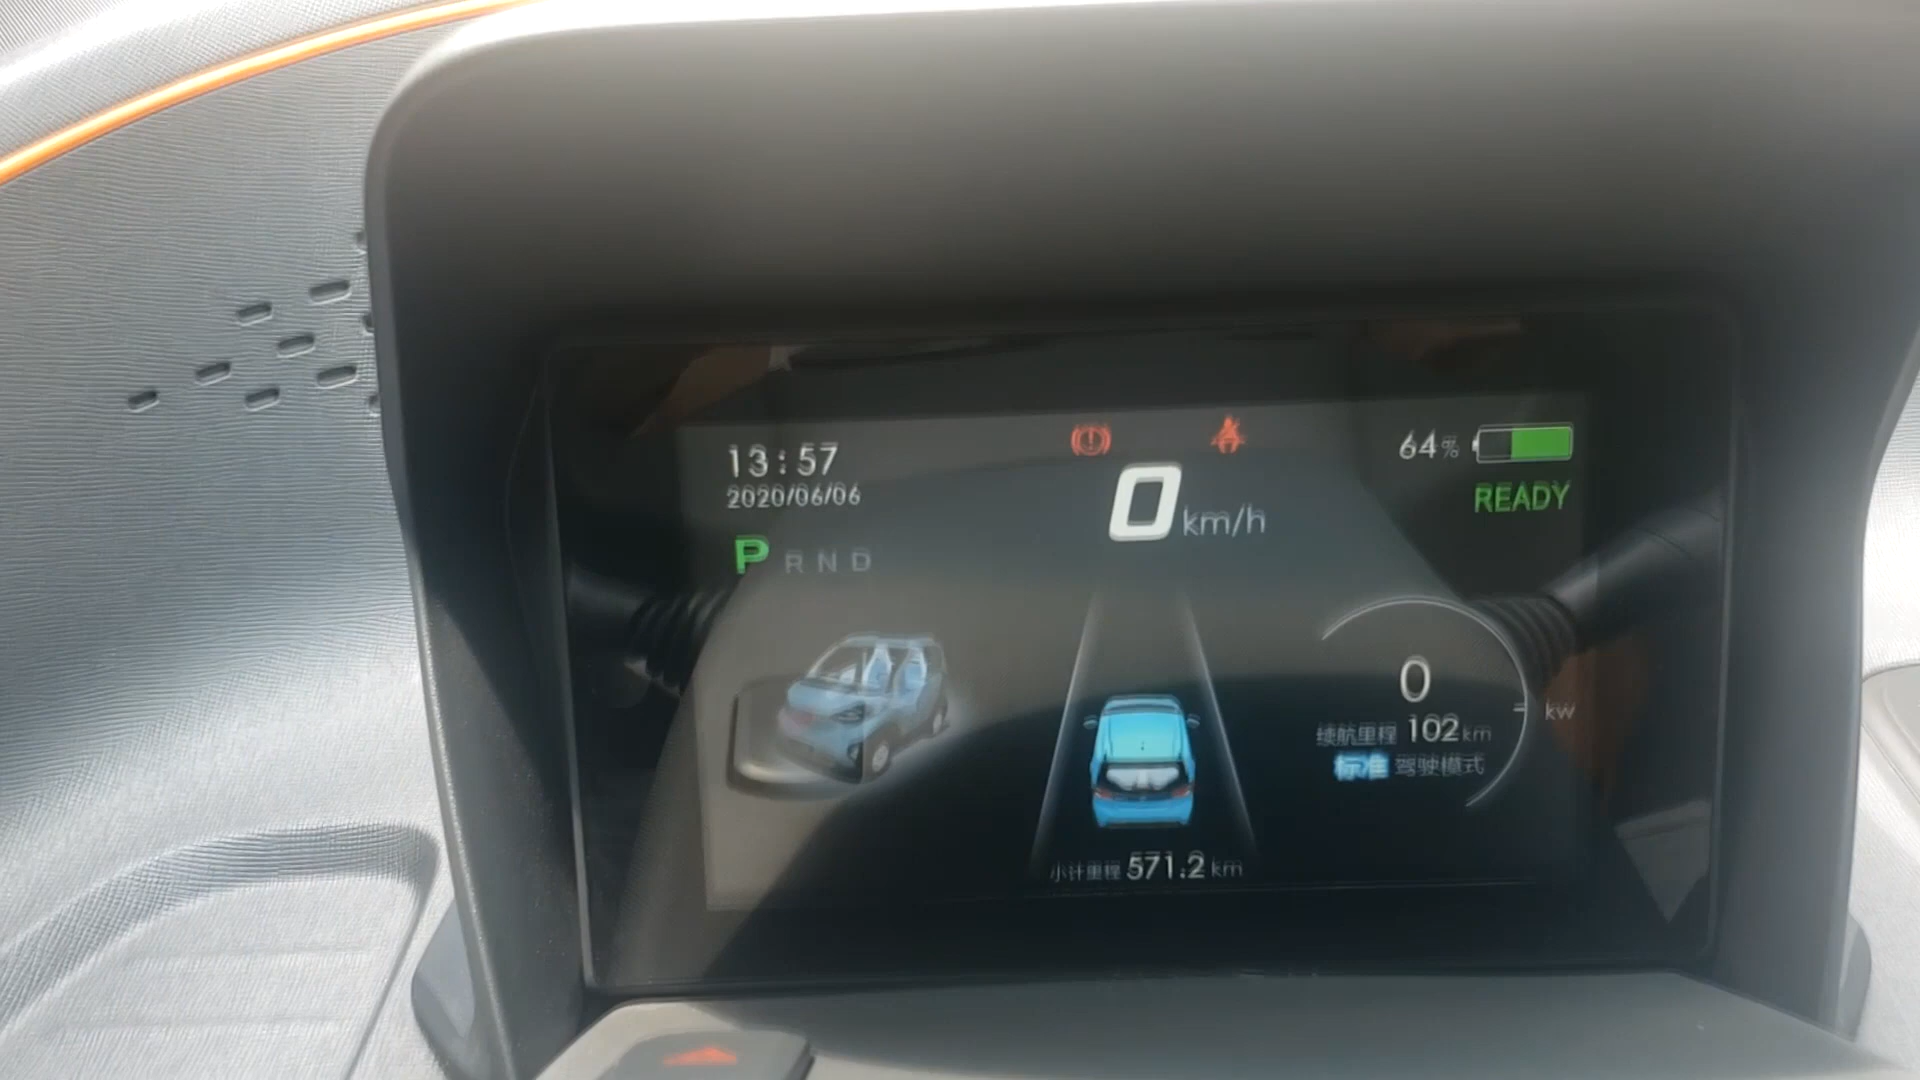 13:57
2020/06/06
P R N D
0 km/h
64%
READY
0
kw
续航里程 102 km
标准 驾驶模式
小计里程 571.2 km